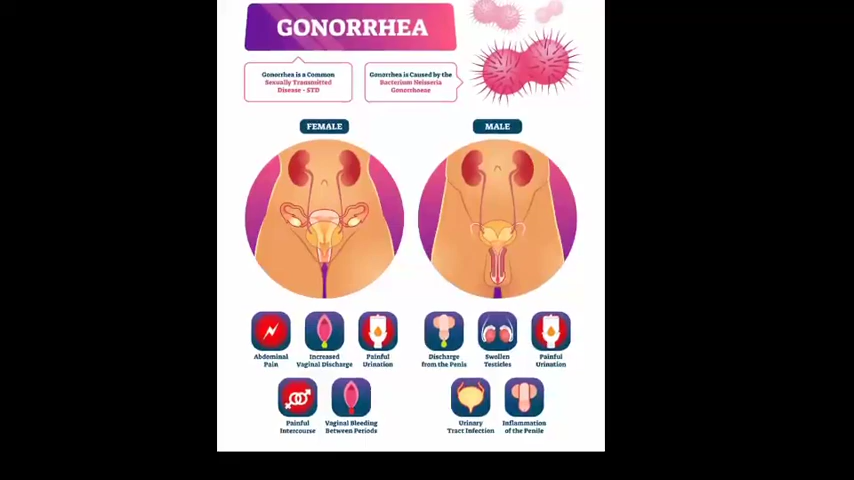 GONORRHEA
Gonorrhea is a Common
Sexually Transmitted
Disease - STD
Gonorrhea is Caused by the
Bacterium Neisseria
Gonorrhoeae
FEMALE
MALE
Abdominal
Pain
Increased
Vaginal Discharge
Painful
Urination
Discharge
from the Penis
Swollen
Testicles
Painful
Urination
Painful
Intercourse
Vaginal Bleeding
Between Periods
Urinary
Tract Infection
Inflammation
of the Penile